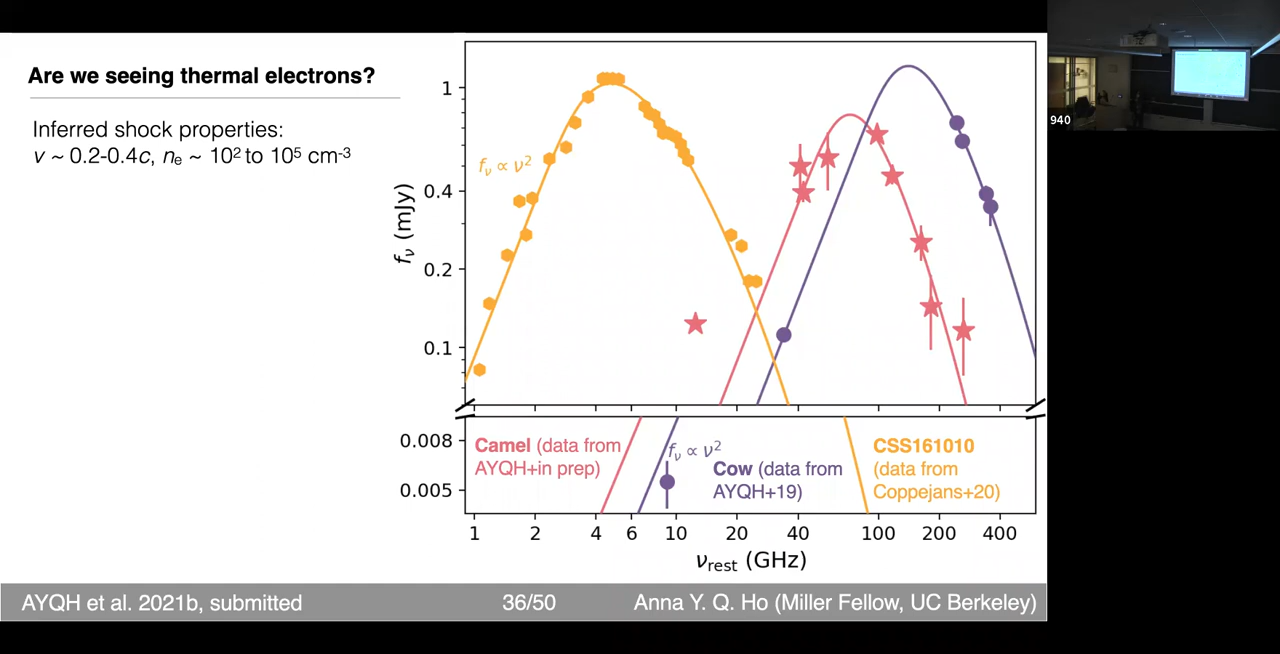 Are we seeing thermal electrons?
Inferred shock properties:
v ~ 0.2-0.4c, nₑ ~ 10² to 10⁵ cm⁻³
940
1
0.4
0.2
0.1
fν (mJy)
fν ∝ ν²
0.008
0.005
Camel (data from
AYQH+in prep)
fν ∝ ν²
Cow (data from
AYQH+19)
CSS161010
(data from
Coppejans+20)
1 2 4 6 10 20 40 100 200 400
νrest (GHz)
AYQH et al. 2021b, submitted 36/50 Anna Y. Q. Ho (Miller Fellow, UC Berkeley)